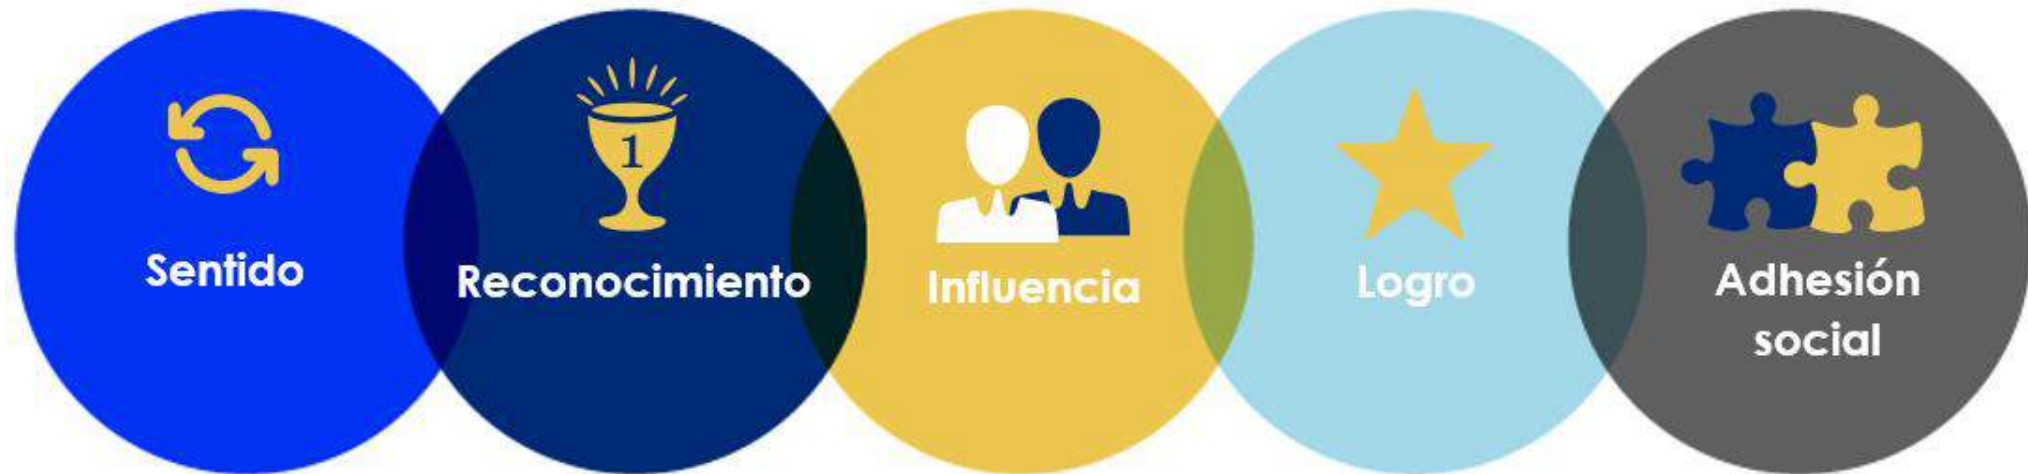 Sentido
1
Reconocimiento
Influencia
Logro
Adhesión
social